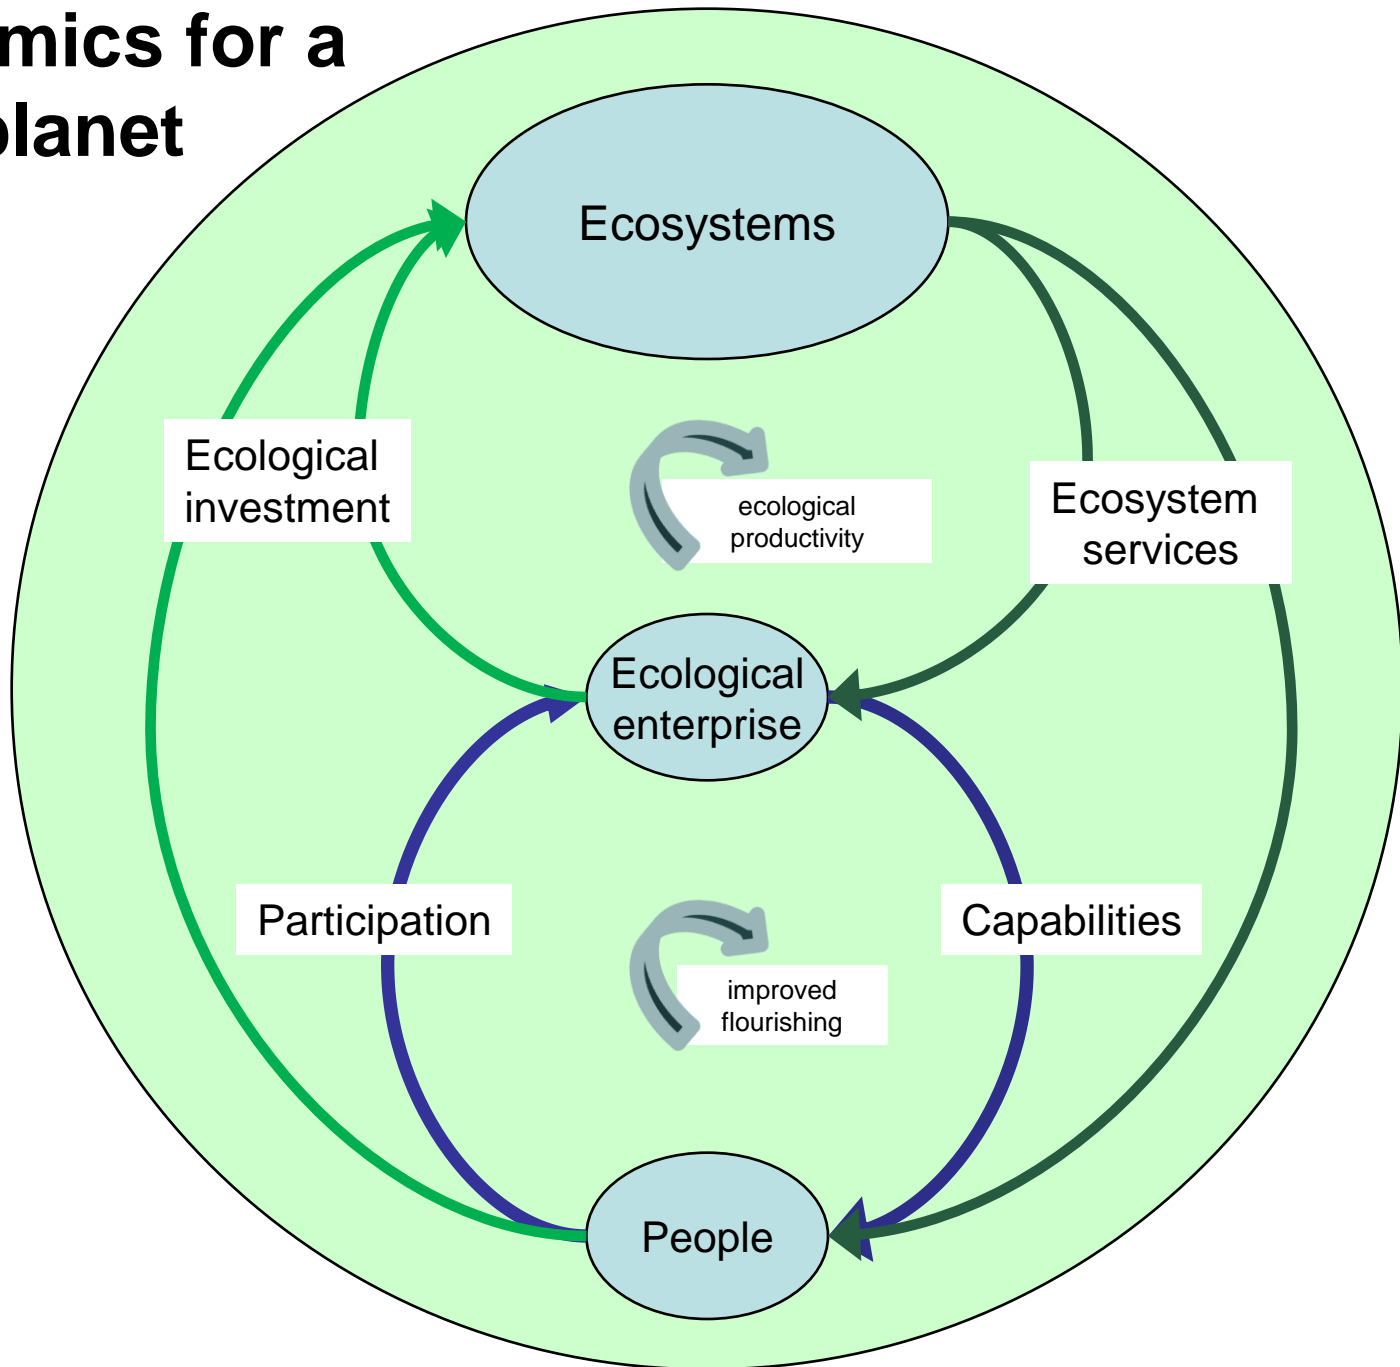 mics for a
planet
Ecosystems
Ecological
investment
ecological
productivity
Ecosystem
services
Ecological
enterprise
Participation
Capabilities
improved
flourishing
People